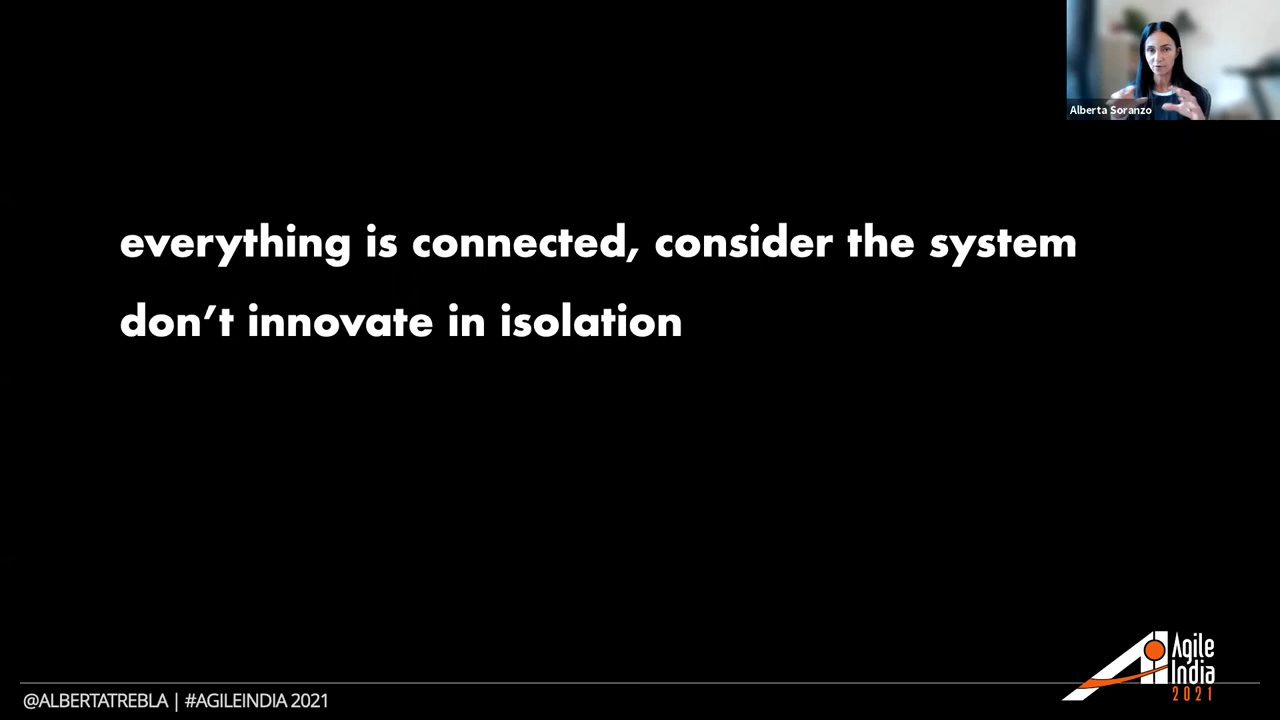 Alberta Soranzo
everything is connected, consider the system
don’t innovate in isolation
@ALBERTATREBLA | #AGILEINDIA 2021
Agile
India
2021